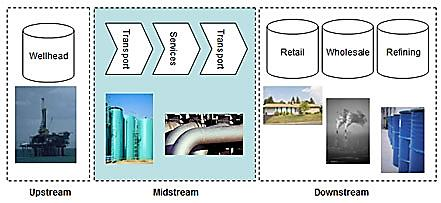 Wellhead
Transport
Services
Transport
Retail
Wholesale
Refining
Upstream
Midstream
Downstream